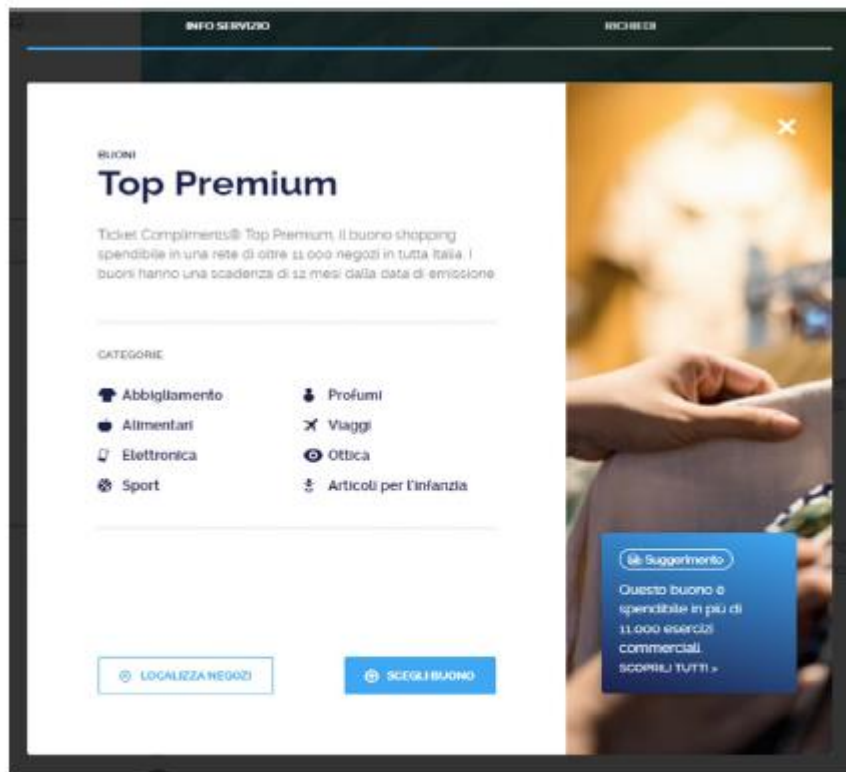 INFO SERVIZIO
RICHIEDI
BUONI
Top Premium
Ticket Compliments® Top Premium. Il buono shopping
spendibile in una rete di oltre 11.000 negozi in tutta Italia. I
buoni hanno una scadenza di 12 mesi dalla data di emissione
CATEGORIE
Abbigliamento
Alimentari
Elettronica
Sport
Profumi
Viaggi
Ottica
Articoli per l'infanzia
LOCALIZZA NEGOZI
SCEGLI BUONO
Suggerimento
Questo buono è
spendibile in più di
11.000 esercizi
commerciali.
SCOPRILI TUTTI »